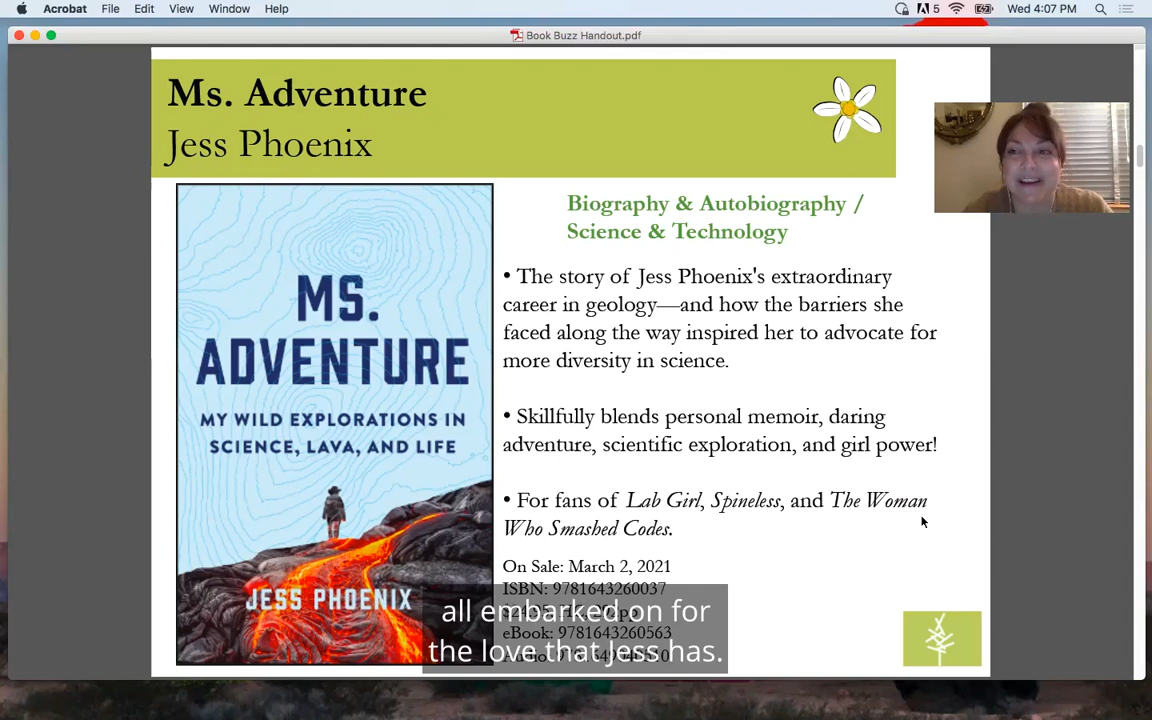 Acrobat File Edit View Window Help
5 Wed 4:07 PM
Book Buzz Handout.pdf
Ms. Adventure
Jess Phoenix
MS.
ADVENTURE
MY WILD EXPLORATIONS IN
SCIENCE, LAVA, AND LIFE
JESS PHOENIX
Biography & Autobiography /
Science & Technology
• The story of Jess Phoenix's extraordinary
career in geology—and how the barriers she
faced along the way inspired her to advocate for
more diversity in science.
• Skillfully blends personal memoir, daring
adventure, scientific exploration, and girl power!
• For fans of Lab Girl, Spineless, and The Woman
Who Smashed Codes.
On Sale: March 2, 2021
ISBN: 9781643260037
eBook: 9781643260563
all embarked on for
the love that Jess has.